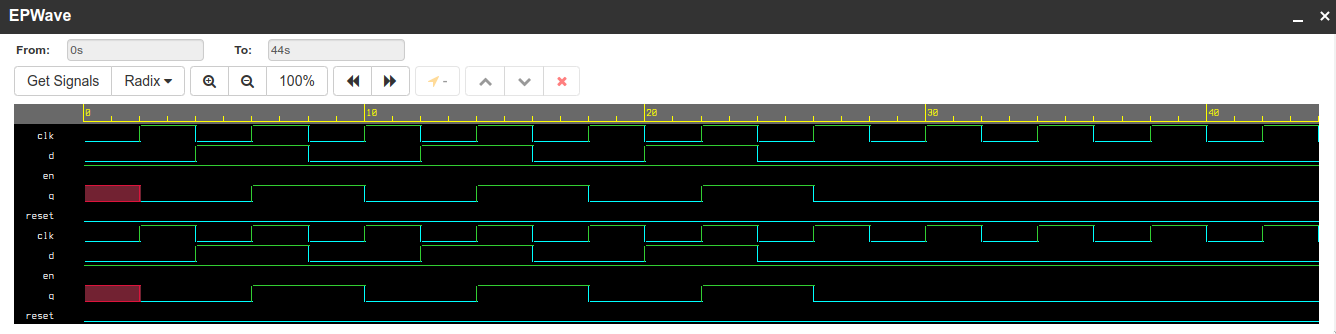 EPWave
From: 0s To: 44s
Get Signals Radix 100% -
0 10 20 30 40
clk
d
en
q
reset
clk
d
en
q
reset